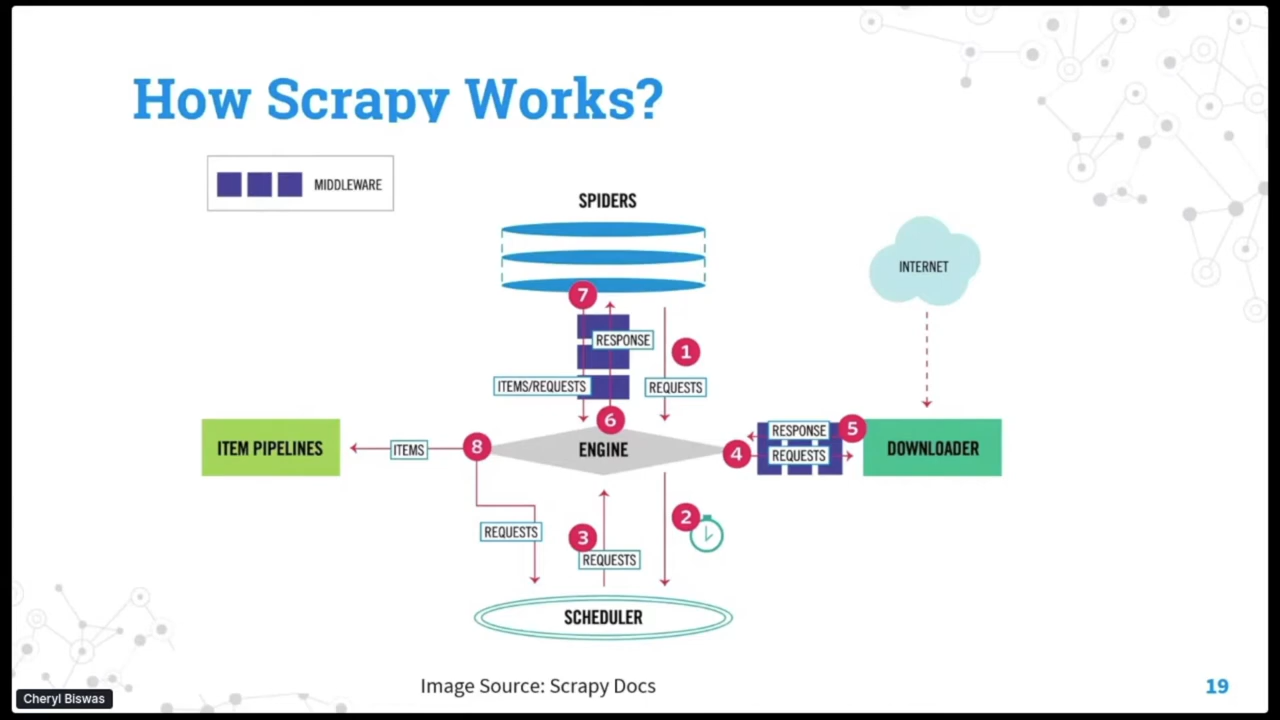 How Scrapy Works?
MIDDLEWARE
SPIDERS
INTERNET
7
RESPONSE
1
ITEMS/REQUESTS
REQUESTS
6
ITEM PIPELINES
ITEMS
8
ENGINE
4
RESPONSE
5
REQUESTS
DOWNLOADER
2
REQUESTS
3
REQUESTS
SCHEDULER
Image Source: Scrapy Docs
19
Cheryl Biswas